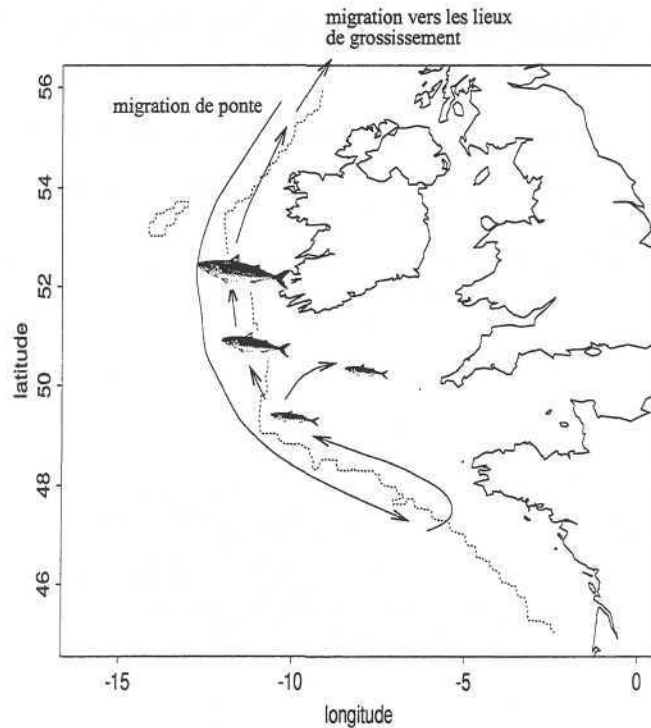 migration vers les lieux
de grossissement
migration de ponte
56
54
52
50
48
46
latitude
-15
-10
-5
0
longitude